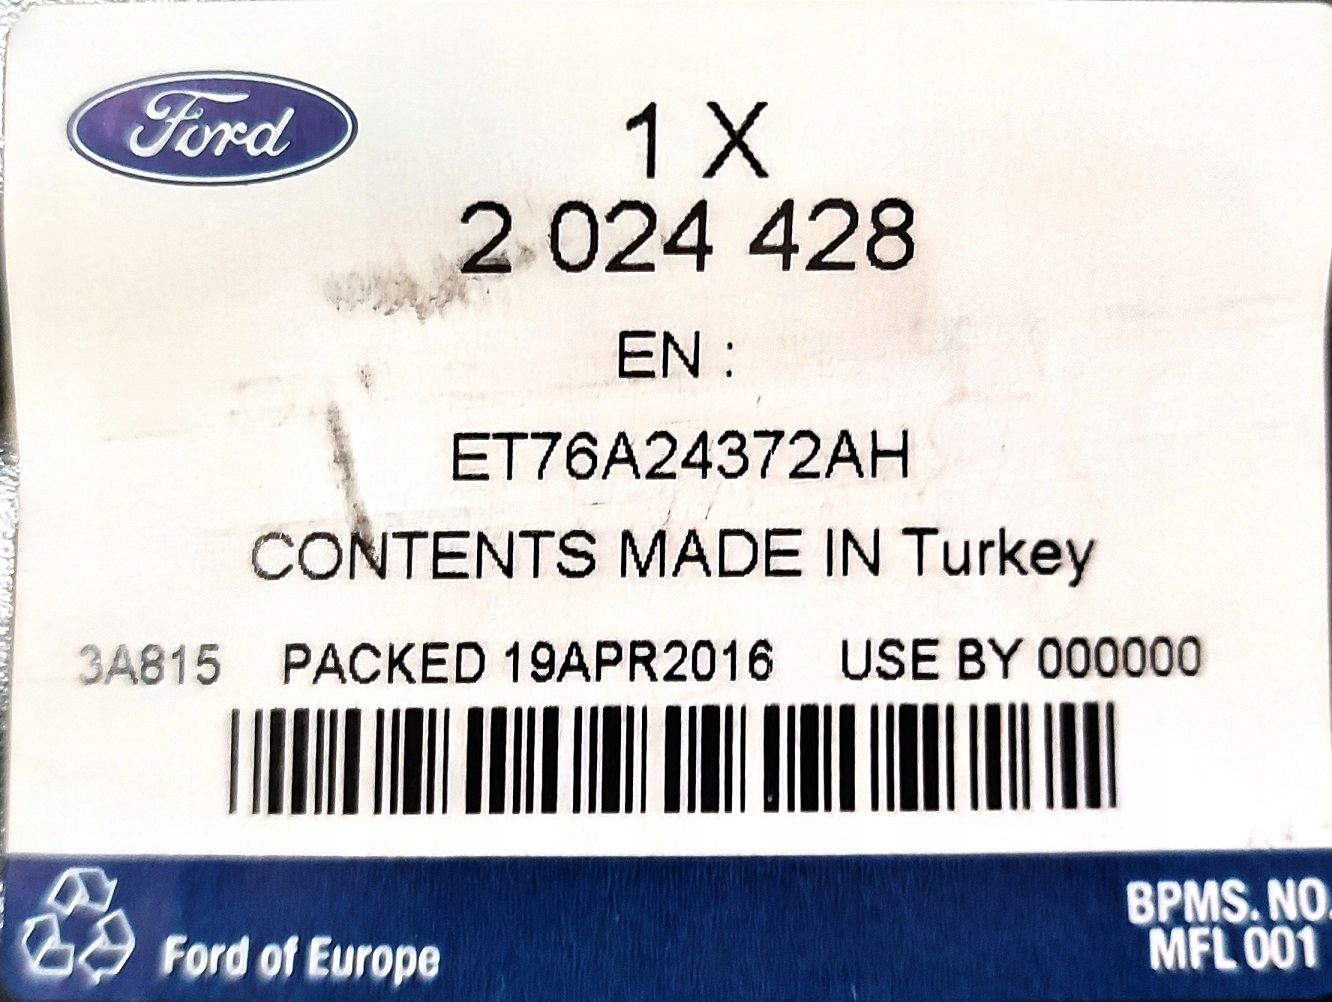 Ford
1 X
2 024 428
EN :
ET76A24372AH
CONTENTS MADE IN Turkey
3A815 PACKED 19APR2016 USE BY 000000
Ford of Europe
BPMS. NO.
MFL 001